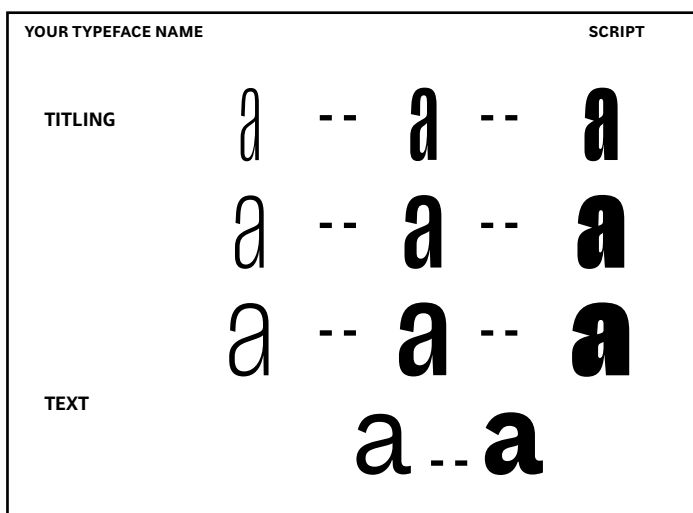 YOUR TYPEFACE NAME SCRIPT
TITLING a -- a -- a
a -- a -- a
a -- a -- a
TEXT
a -- a